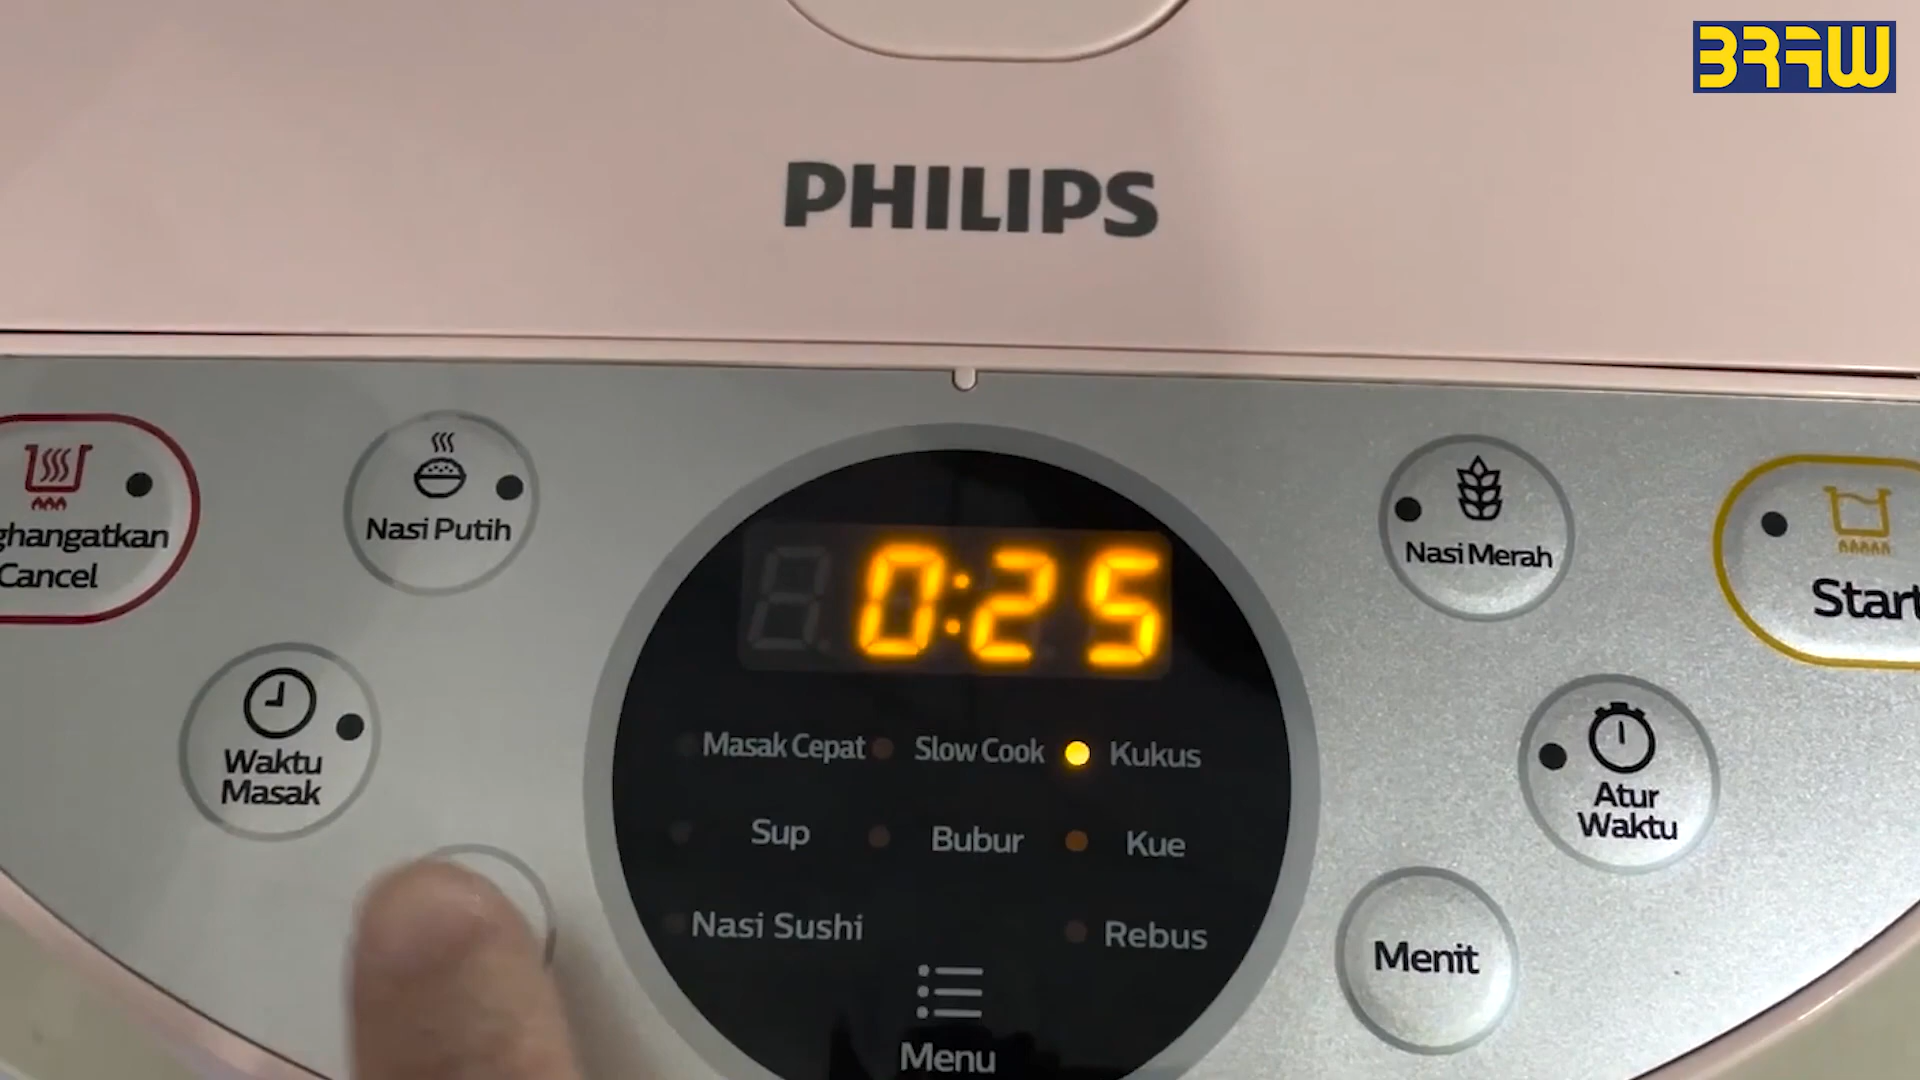 BRAW
PHILIPS
ghangatkan
Cancel
Nasi Putih
0:25
Nasi Merah
Start
Waktu
Masak
Masak Cepat
Slow Cook
Kukus
Atur
Waktu
Sup
Bubur
Kue
Nasi Sushi
Rebus
Menit
Menu